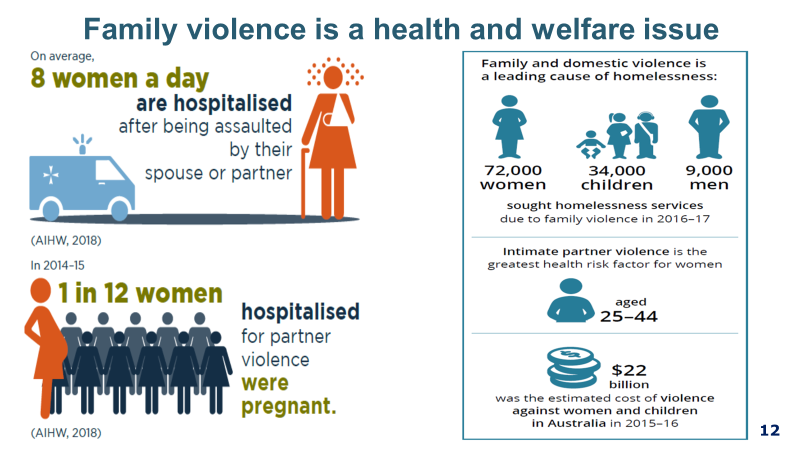 Family violence is a health and welfare issue
On average,
8 women a day
are hospitalised
after being assaulted
by their
spouse or partner
(AIHW, 2018)
In 2014-15
1 in 12 women
hospitalised
for partner
violence
were
pregnant.
(AIHW, 2018)
Family and domestic violence is
a leading cause of homelessness:
72,000
women
34,000
children
9,000
men
sought homelessness services
due to family violence in 2016–17
Intimate partner violence is the
greatest health risk factor for women
aged
25–44
$22
billion
was the estimated cost of violence
against women and children
in Australia in 2015–16
12